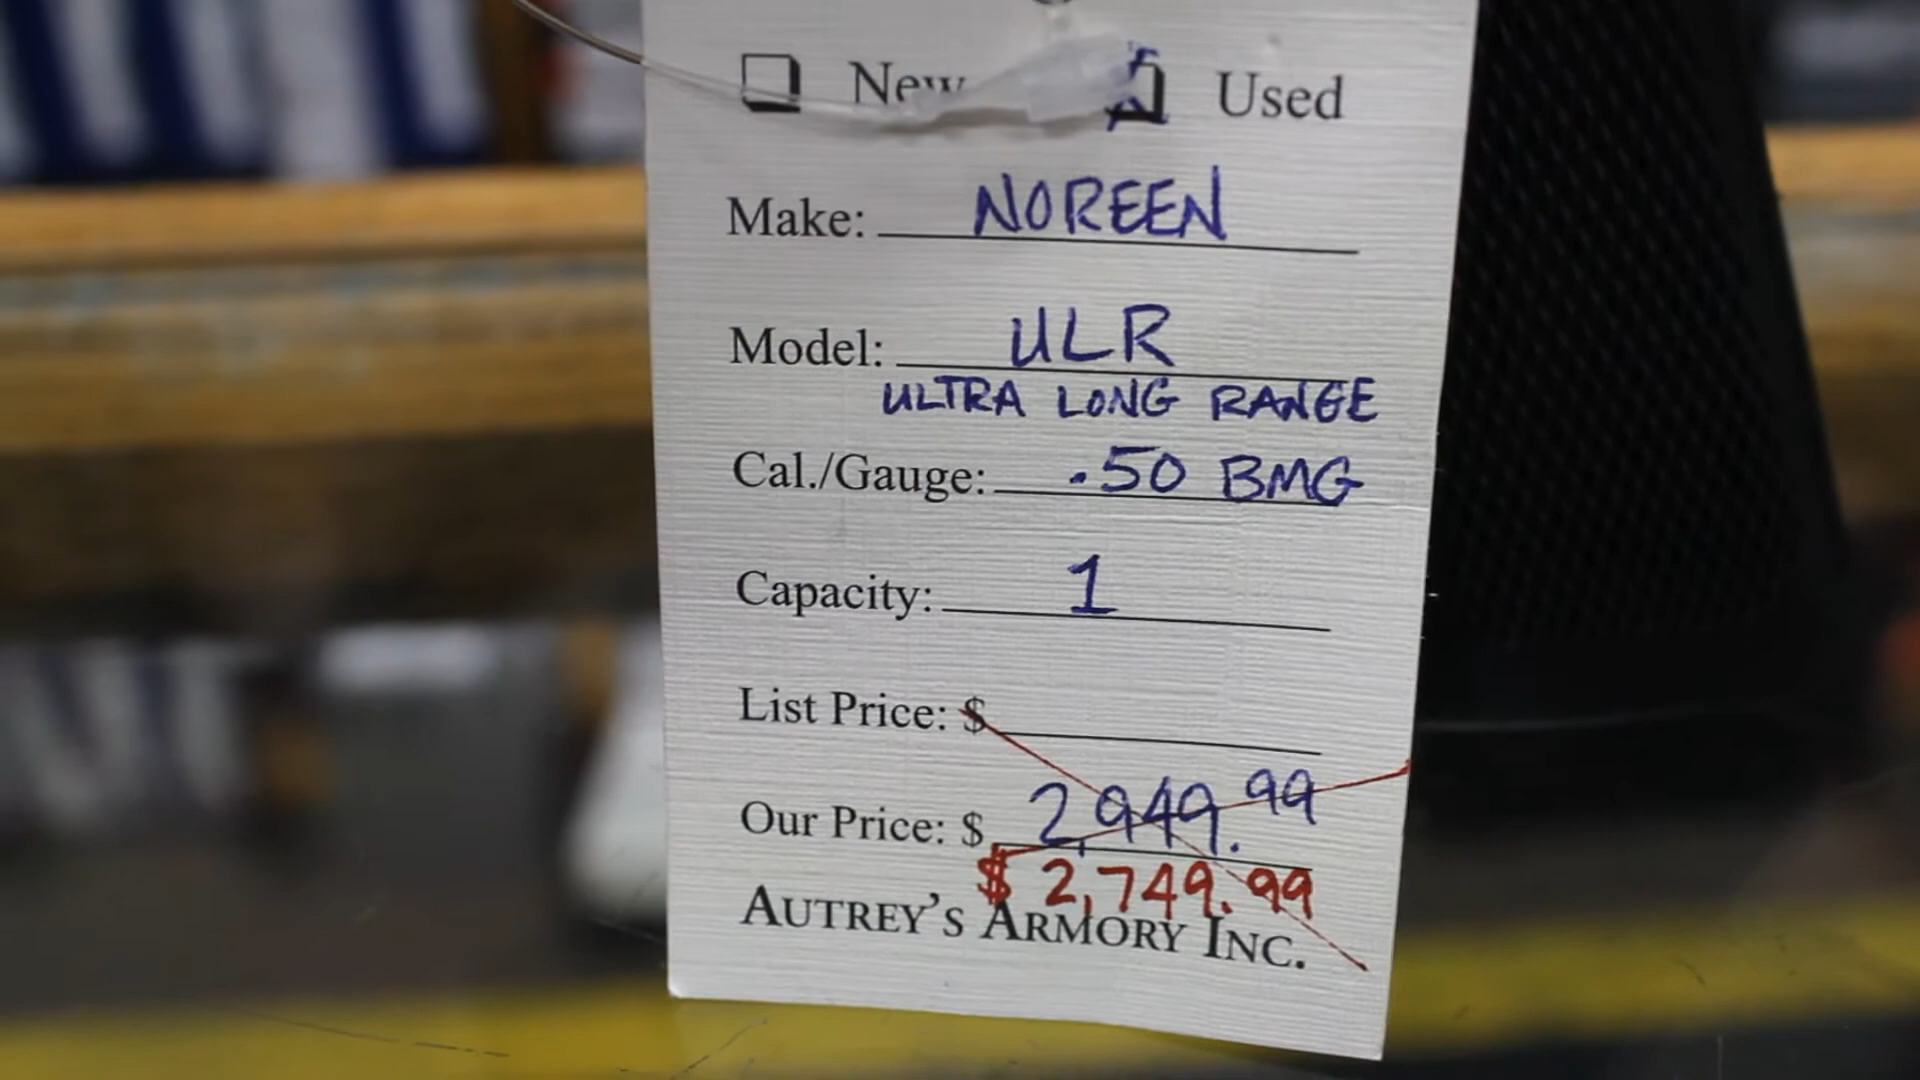 New Used
Make: NOREEN
Model: ULR
ULTRA LONG RANGE
Cal./Gauge: .50 BMG
Capacity: 1
List Price: $
Our Price: $ 2,949.99
$ 2,749.99
AUTREY'S ARMORY INC.